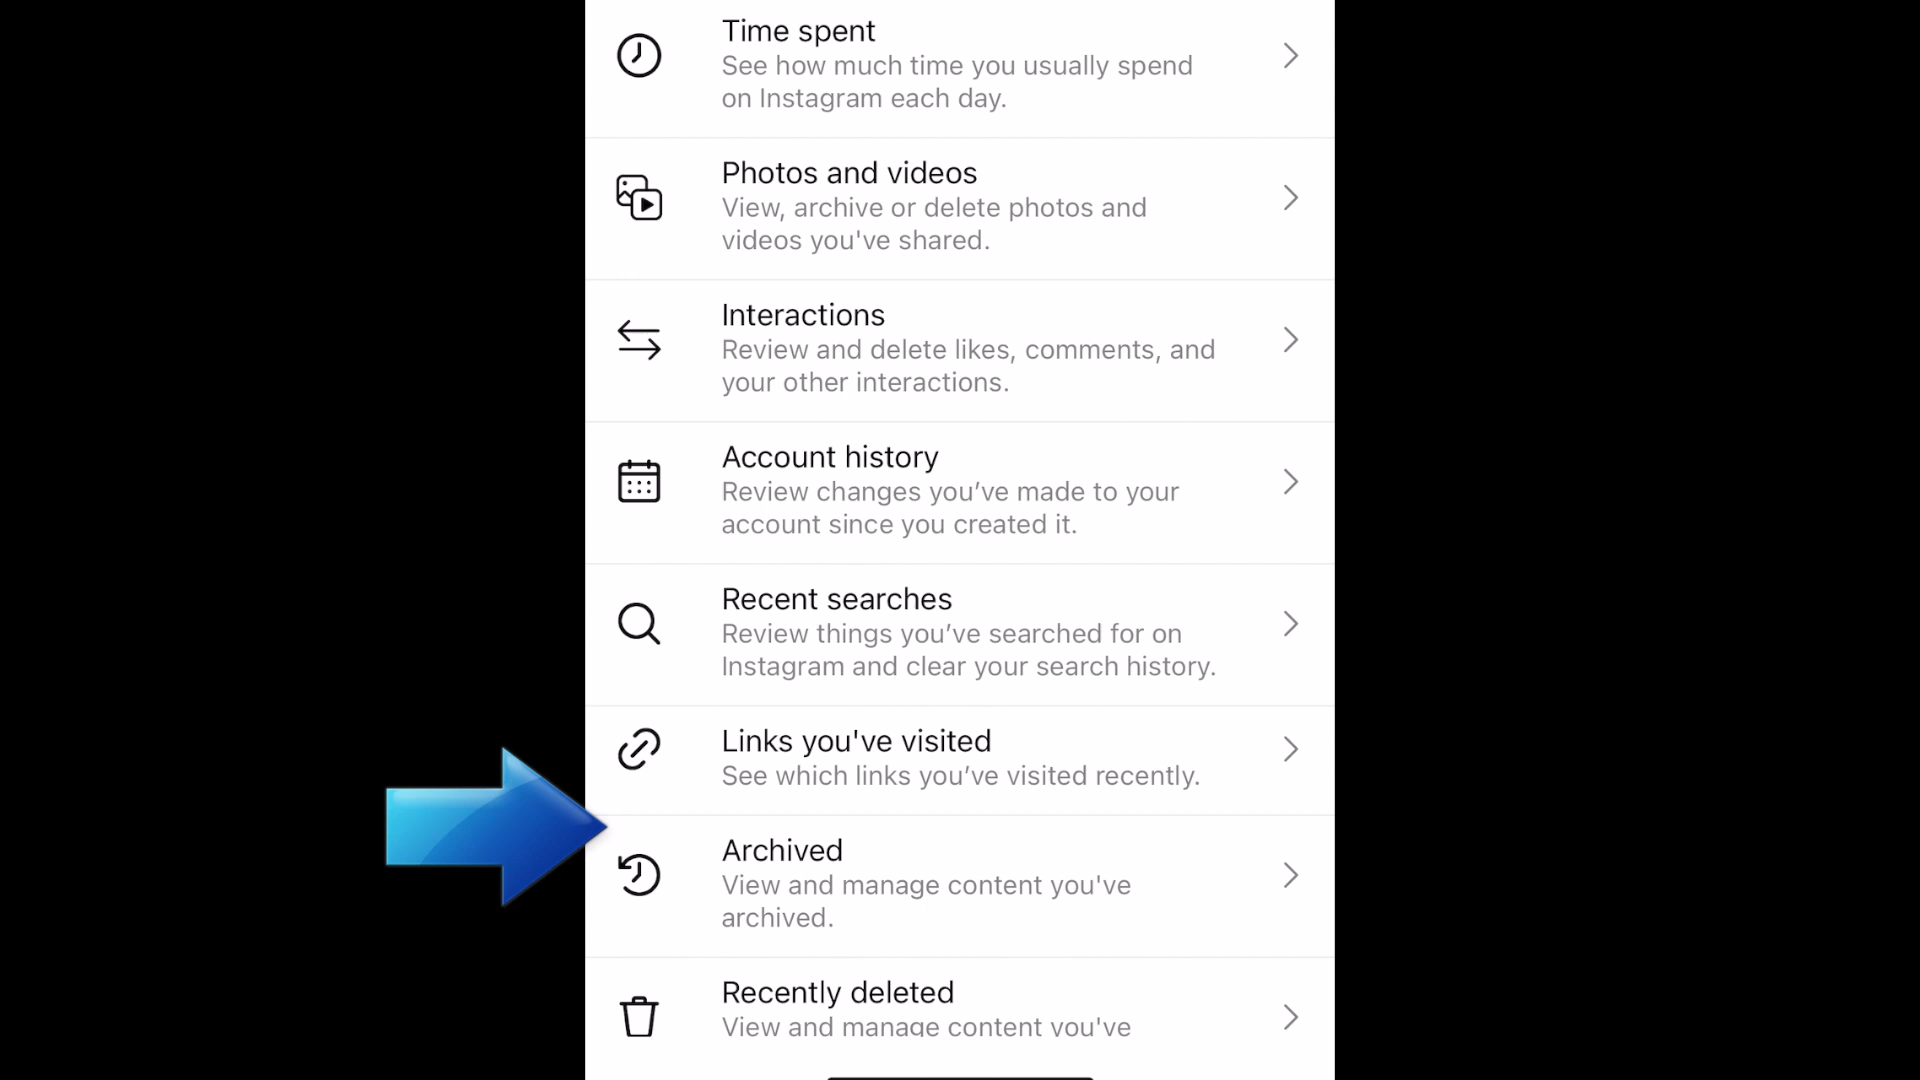 Time spent
See how much time you usually spend
on Instagram each day.
Photos and videos
View, archive or delete photos and
videos you've shared.
Interactions
Review and delete likes, comments, and
your other interactions.
Account history
Review changes you’ve made to your
account since you created it.
Recent searches
Review things you’ve searched for on
Instagram and clear your search history.
Links you've visited
See which links you’ve visited recently.
Archived
View and manage content you've
archived.
Recently deleted
View and manage content you've